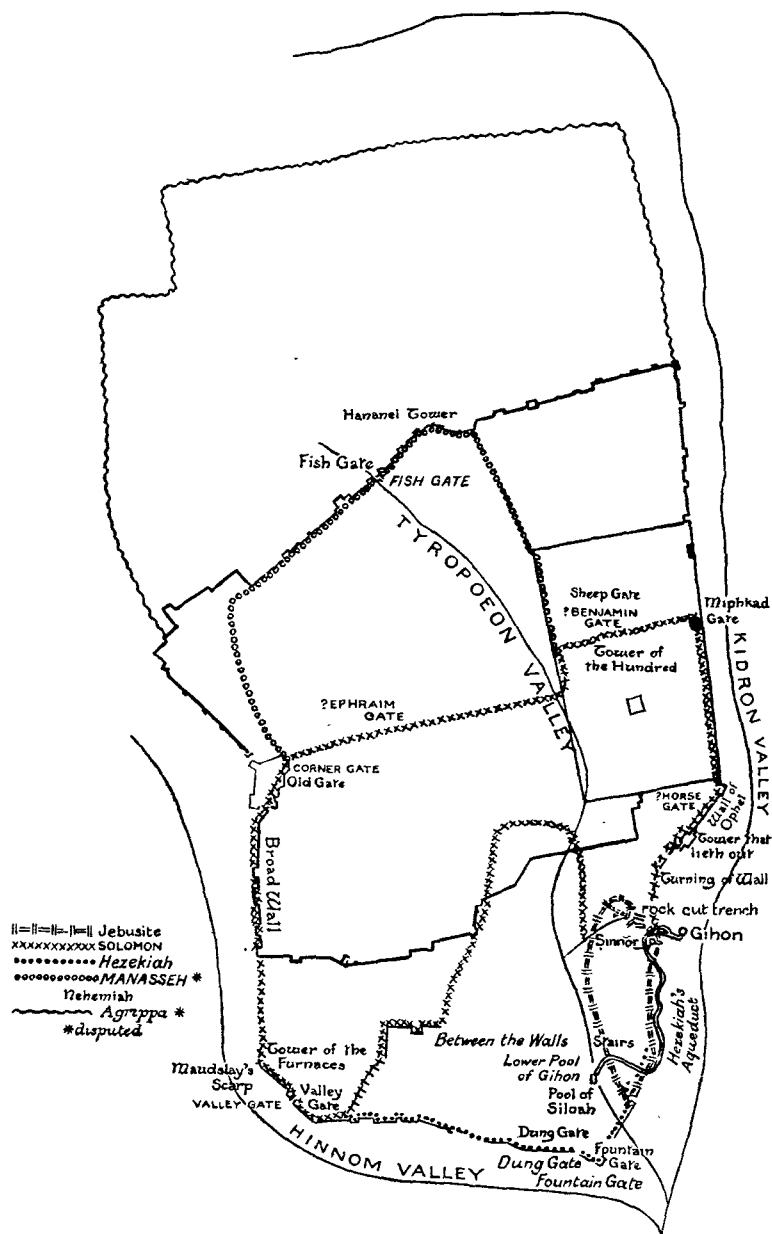 Hananel Tower
Fish Gate
FISH GATE
TYROPOEON VALLEY
Sheep Gate
?BENJAMIN
GATE
Miphkad
Gate
Tower of
the Hundred
KIDRON VALLEY
?EPHRAIM
GATE
CORNER GATE
Old Gate
?HORSE
GATE
Wall of
Ophel
Tower that
lieth out
Turning of Wall
Broad Wall
rock cut trench
Sinnor
Gihon
Jebusite
SOLOMON
Hezekiah
MANASSEH *
Nehemiah
Agrippa *
*disputed
Hezekiah's
Aqueduct
Between the Walls
Stairs
Lower Pool
of Gihon
Pool of
Siloah
Tower of the
Furnaces
Maudslay's
Scarp
Valley
Gate
VALLEY GATE
Dung Gate
Fountain
Gate
Dung Gate
Fountain Gate
HINNOM VALLEY